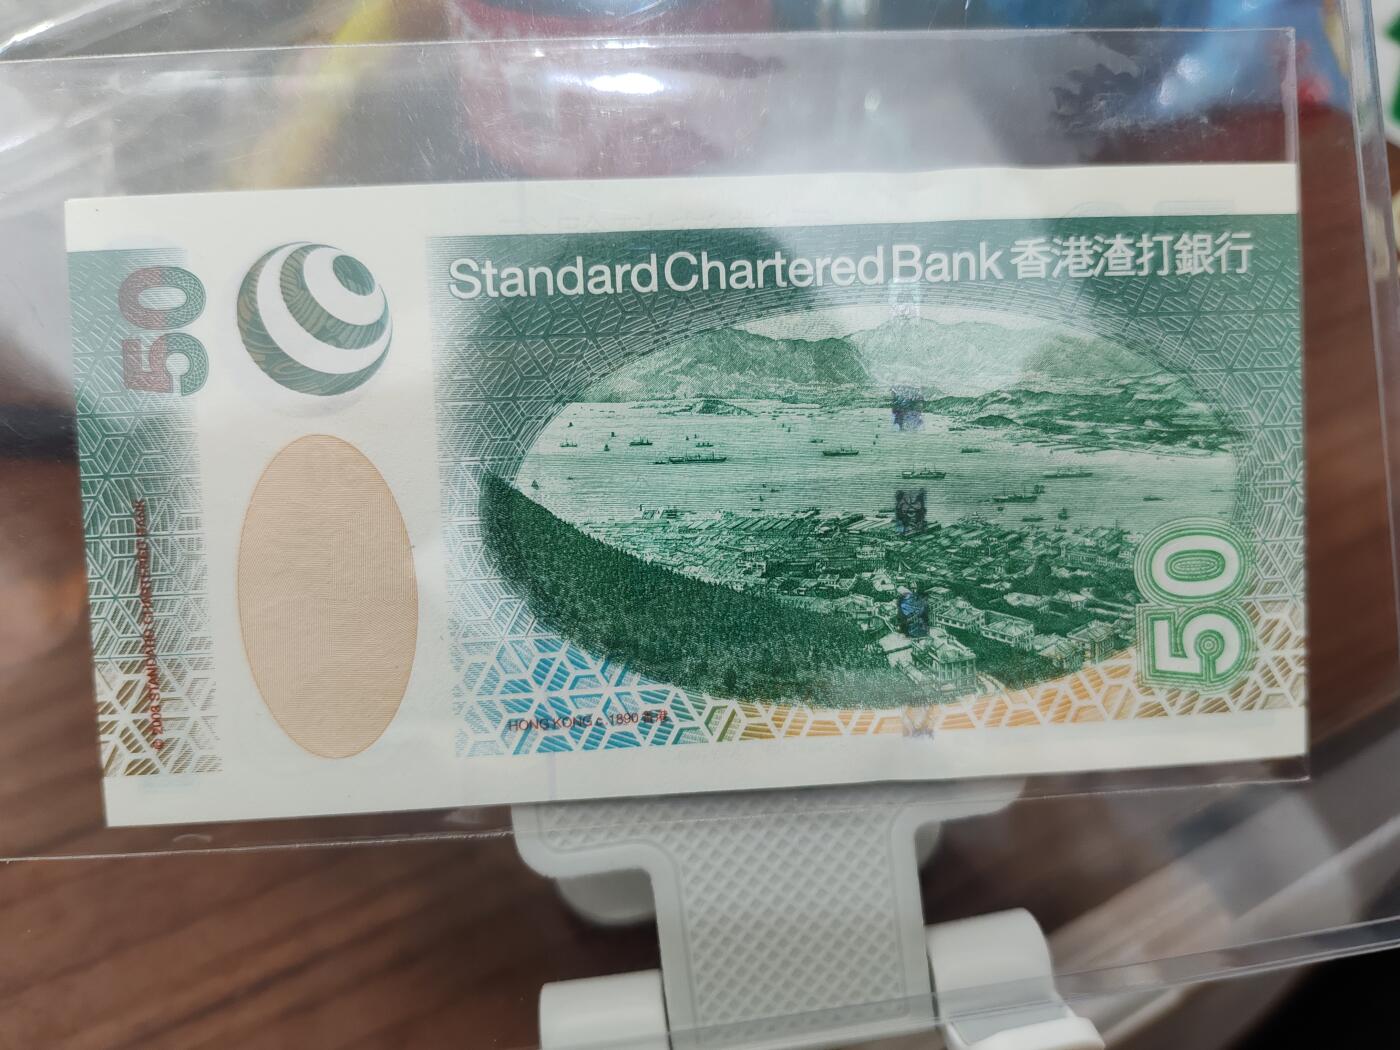 Standard Chartered Bank 香港渣打銀行
50
50
HONG KONG c. 1890 香港
© 2003 STANDARD CHARTERED BANK